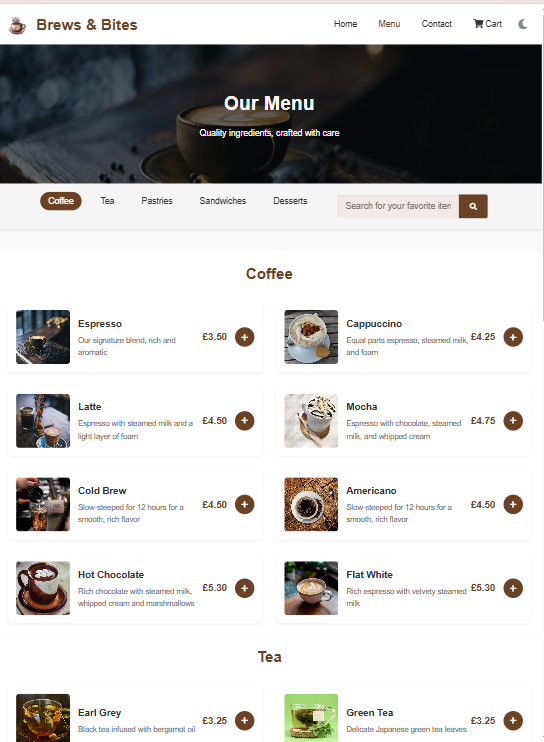 Brews & Bites
Home Menu Contact Cart
Our Menu
Quality ingredients, crafted with care
Coffee Tea Pastries Sandwiches Desserts Search for your favorite iten
Coffee
Espresso
Our signature blend, rich and
aromatic
£3.50
Cappuccino
Equal parts espresso, steamed milk,
and foam
£4.25
Latte
Espresso with steamed milk and a
light layer of foam
£4.50
Mocha
Espresso with chocolate, steamed
milk, and whipped cream
£4.75
Cold Brew
Slow-steeped for 12 hours for a
smooth, rich flavor
£4.50
Americano
Slow-steeped for 12 hours for a
smooth, rich flavor
£4.50
Hot Chocolate
Rich chocolate with steamed milk,
whipped cream and marshmallows
£5.30
Flat White
Rich espresso with velvety steamed
milk
£5.30
Tea
Earl Grey
Black tea infused with bergamot oil
£3.25
Green Tea
Delicate Japanese green tea leaves
£3.25